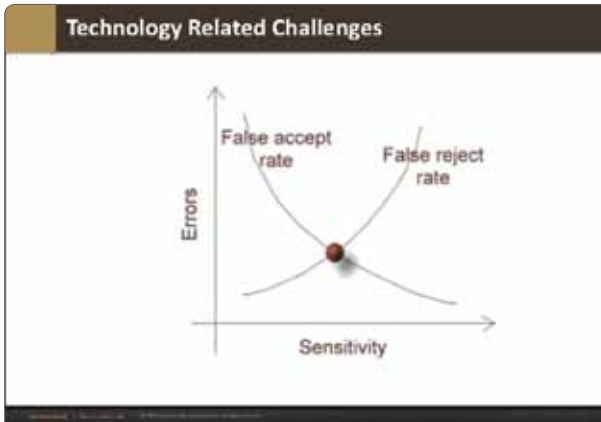 Technology Related Challenges
False accept
rate
False reject
rate
Errors
Sensitivity